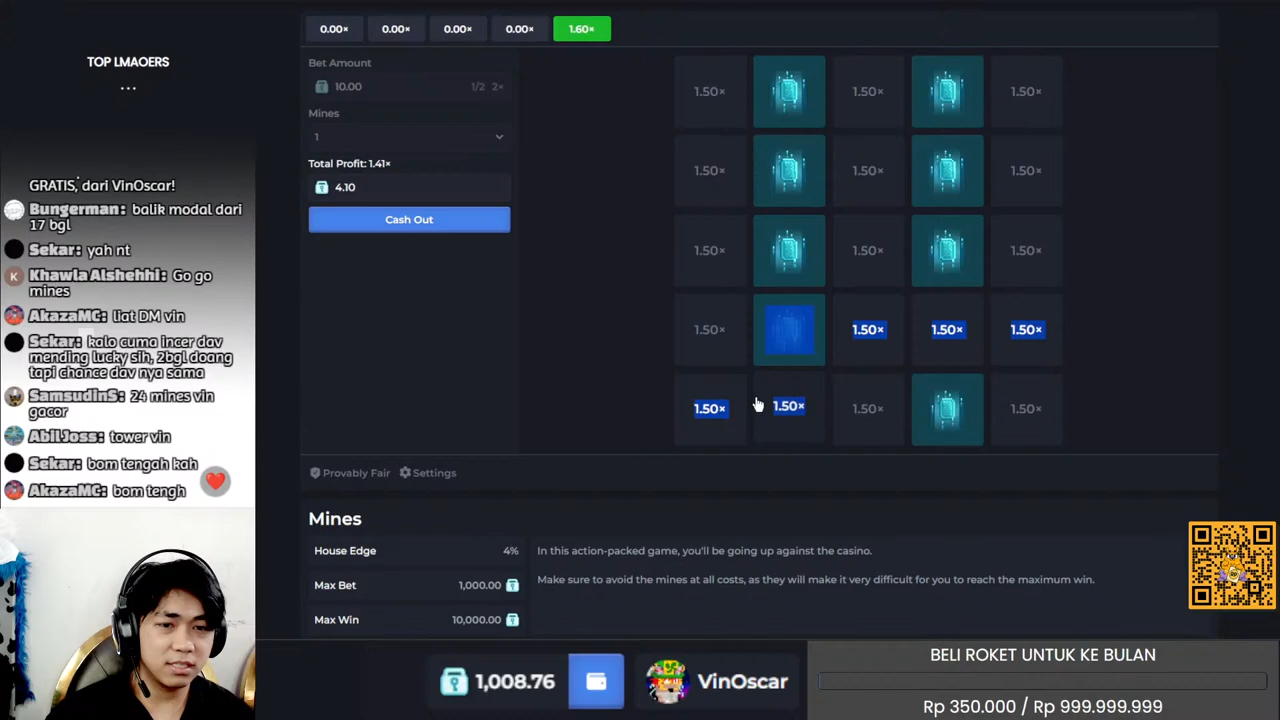 TOP LMAOERS
...
GRATIS, dari VinOscar!
Bungerman: balik modal dari
17 bgl
Sekar: yah nt
K Khawla Alshehhi: Go go
mines
AkazaMC: liat DM vin
Sekar: kalo cuma incer dav
mending lucky sih, 2bgl doang
tapi chance dav nya sama
SamsudinS: 24 mines vin
gacor
AbilJoss: tower vin
Sekar: bom tengah kah
AkazaMC: bom tengh
0.00× 0.00× 0.00× 0.00× 1.60×
Bet Amount
10.00 1/2 2×
Mines
1
Total Profit: 1.41×
4.10
Cash Out
1.50× 1.50× 1.50×
1.50× 1.50× 1.50×
1.50× 1.50× 1.50×
1.50× 1.50× 1.50× 1.50×
1.50× 1.50× 1.50× 1.50×
Provably Fair Settings
Mines
House Edge 4%
Max Bet 1,000.00
Max Win 10,000.00
In this action-packed game, you'll be going up against the casino.
Make sure to avoid the mines at all costs, as they will make it very difficult for you to reach the maximum win.
1,008.76
VinOscar
BELI ROKET UNTUK KE BULAN
Rp 350.000 / Rp 999.999.999